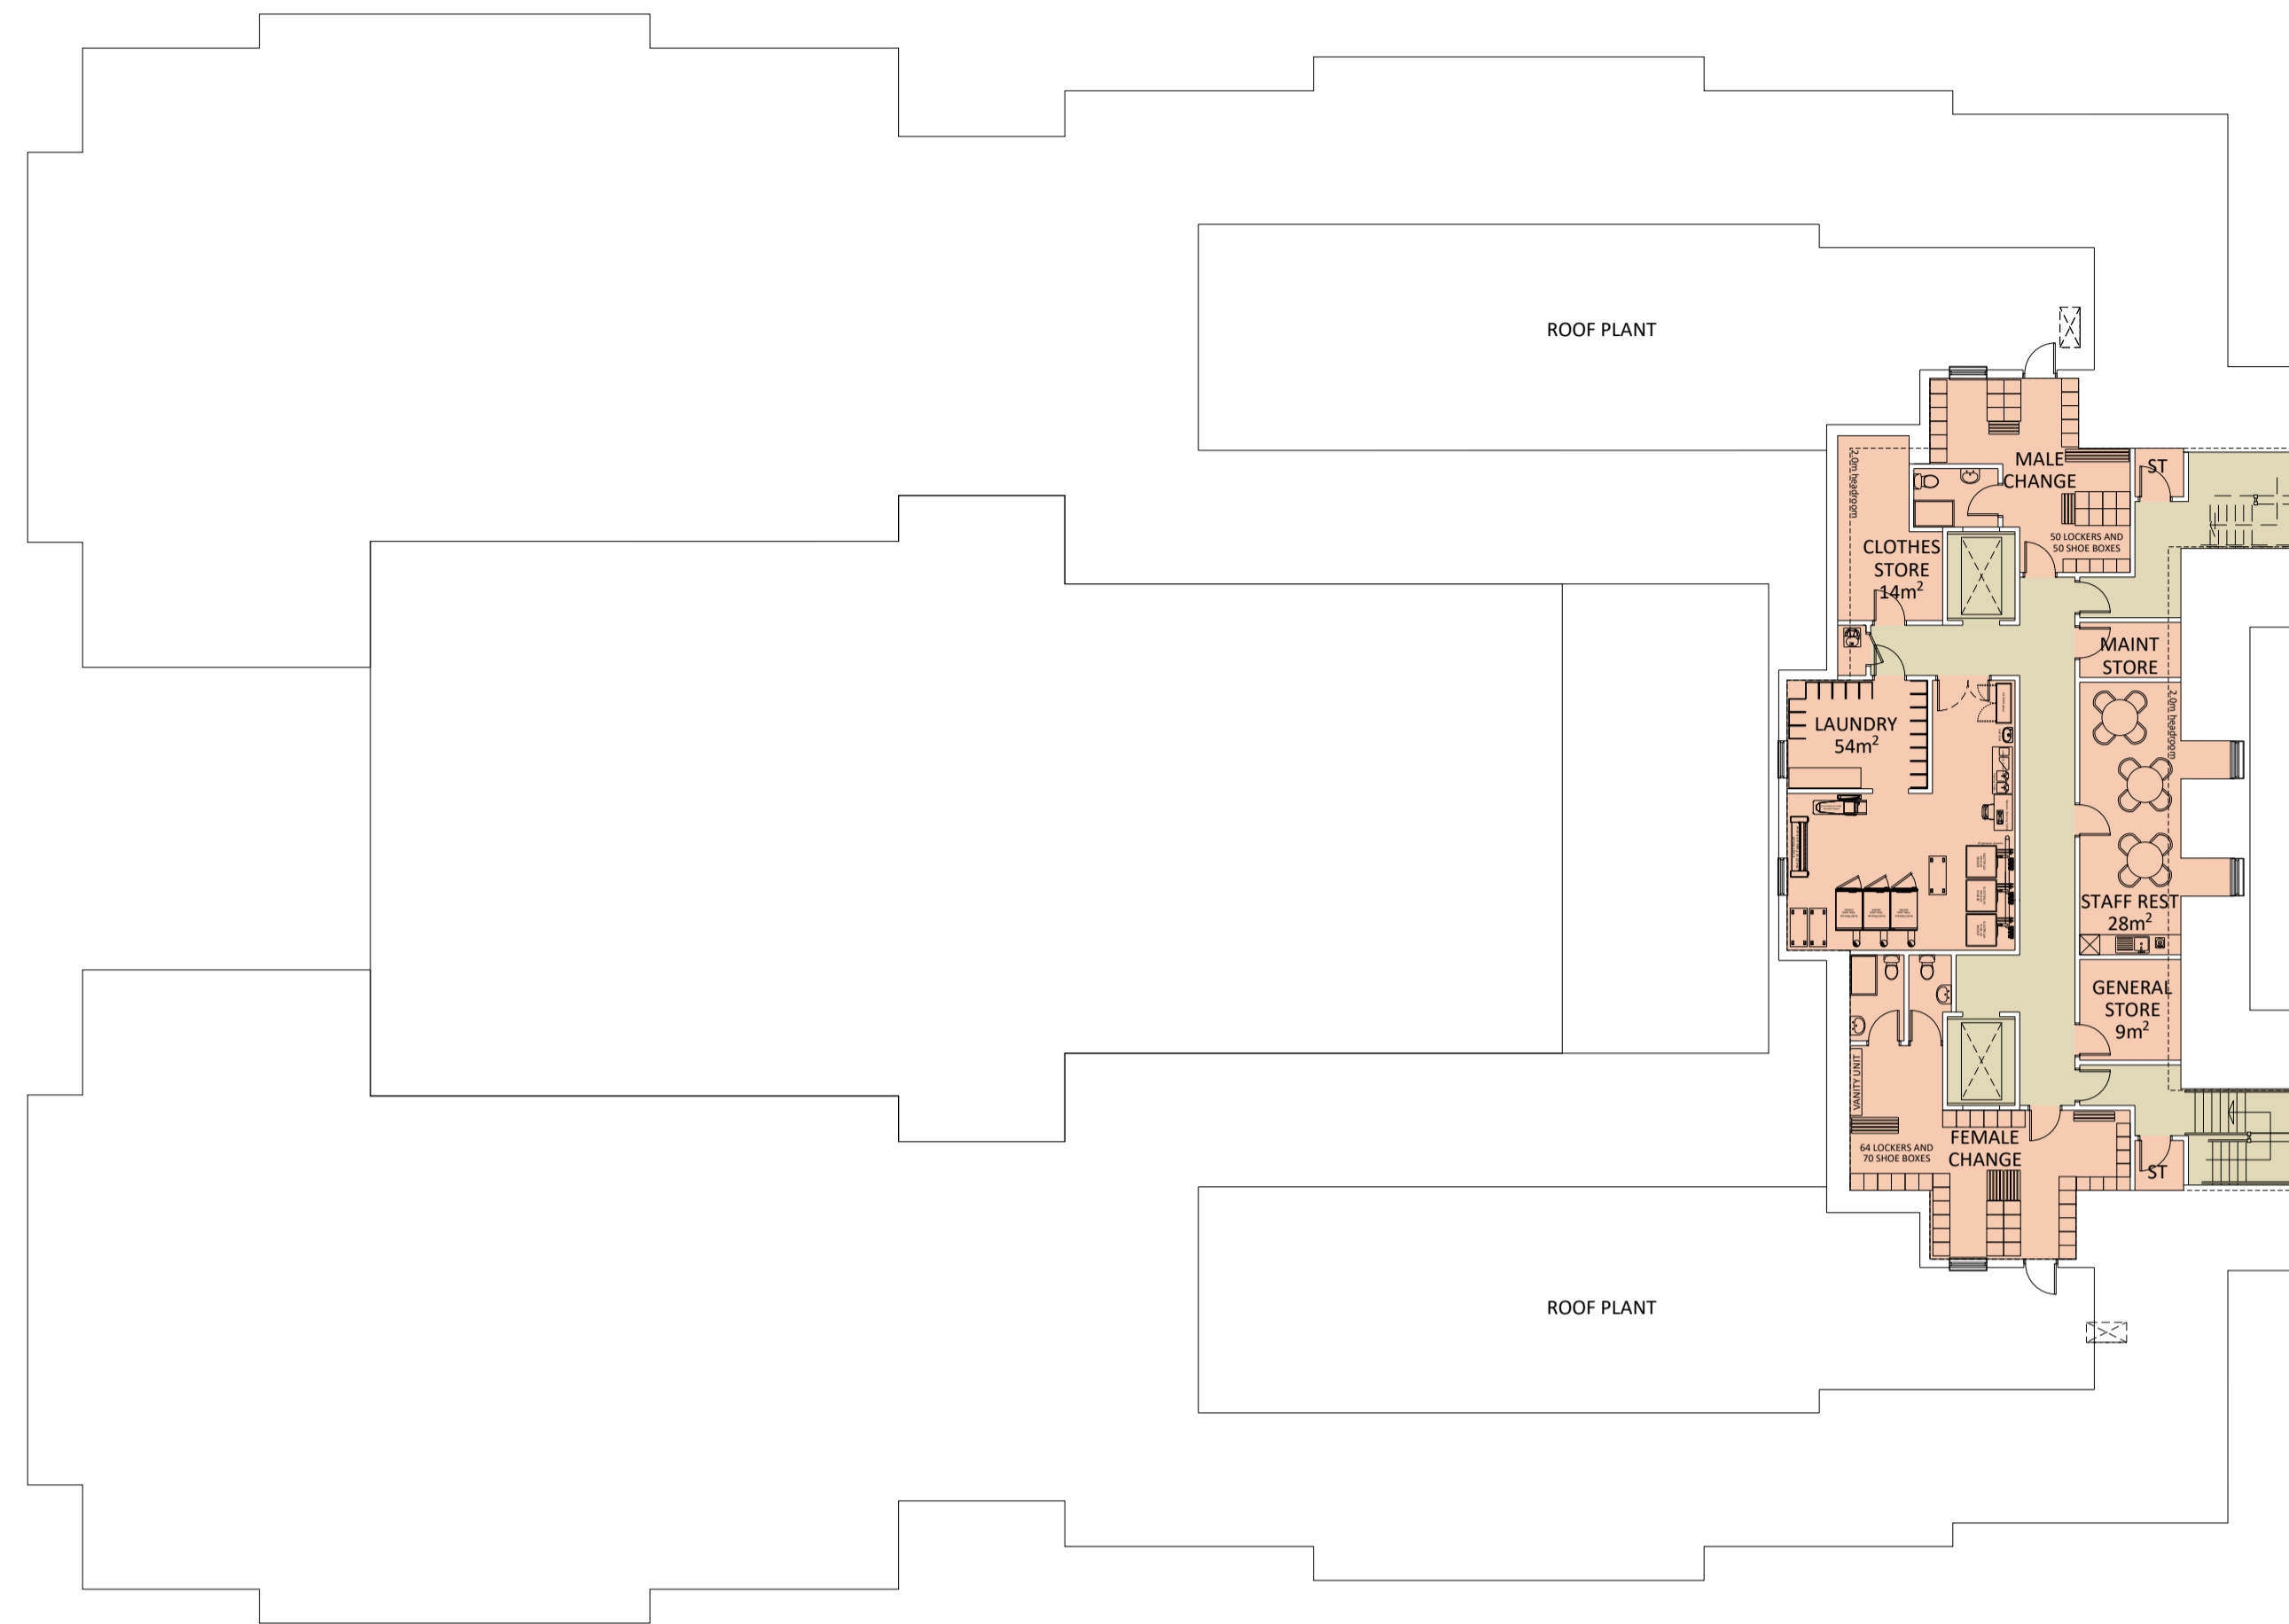 ROOF PLANT
MALE
CHANGE
ST
2.0m headroom
50 LOCKERS AND
50 SHOE BOXES
CLOTHES
STORE
14m²
MAINT
STORE
2.0m headroom
LAUNDRY
54m²
STAFF REST
28m²
GENERAL
STORE
9m²
VANITY UNIT
64 LOCKERS AND
70 SHOE BOXES
FEMALE
CHANGE
ST
ROOF PLANT